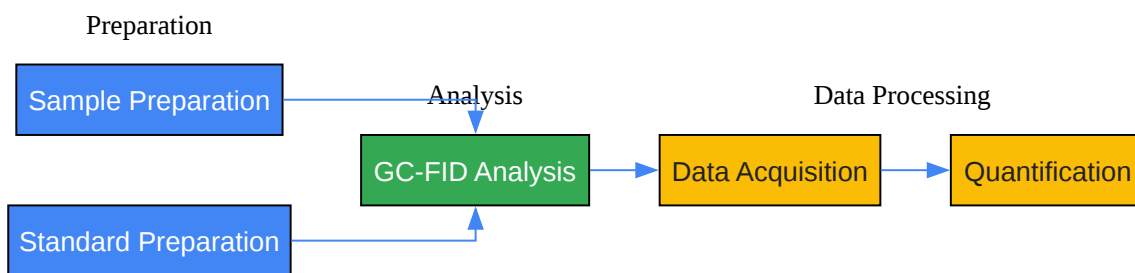 Preparation
Sample Preparation
Standard Preparation
Analysis
GC-FID Analysis
Data Processing
Data Acquisition
Quantification